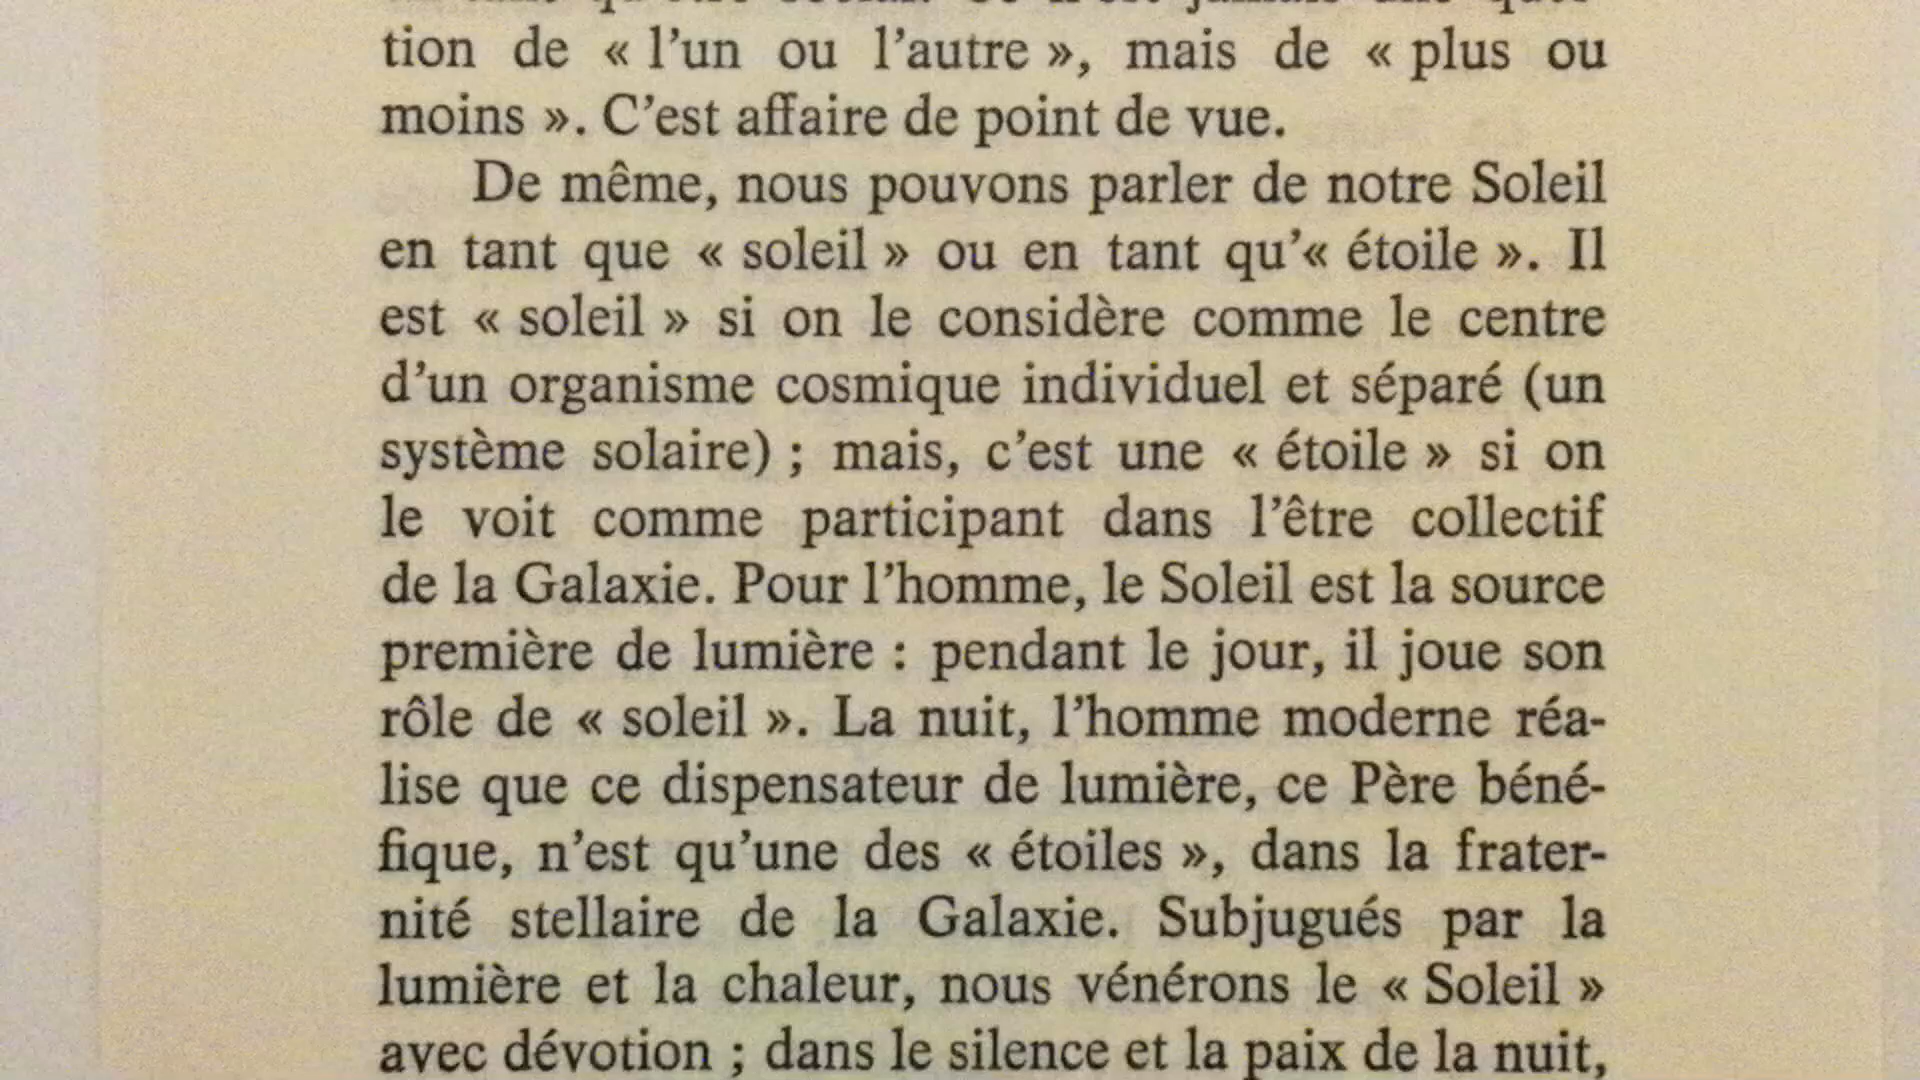 tion de « l’un ou l’autre », mais de « plus ou
moins ». C’est affaire de point de vue.
De même, nous pouvons parler de notre Soleil
en tant que « soleil » ou en tant qu’« étoile ». Il
est « soleil » si on le considère comme le centre
d’un organisme cosmique individuel et séparé (un
système solaire) ; mais, c’est une « étoile » si on
le voit comme participant dans l’être collectif
de la Galaxie. Pour l’homme, le Soleil est la source
première de lumière : pendant le jour, il joue son
rôle de « soleil ». La nuit, l’homme moderne réa-
lise que ce dispensateur de lumière, ce Père béné-
fique, n’est qu’une des « étoiles », dans la frater-
nité stellaire de la Galaxie. Subjugués par la
lumière et la chaleur, nous vénérons le « Soleil »
avec dévotion ; dans le silence et la paix de la nuit,